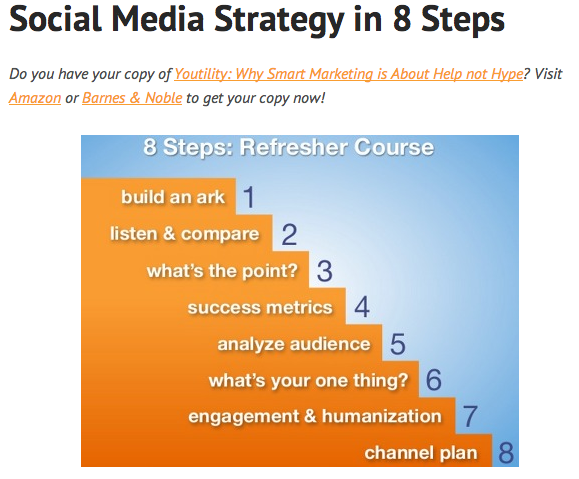 Social Media Strategy in 8 Steps
Do you have your copy of Youtility: Why Smart Marketing is About Help not Hype? Visit
Amazon or Barnes & Noble to get your copy now!
8 Steps: Refresher Course
build an ark 1
listen & compare 2
what's the point? 3
success metrics 4
analyze audience 5
what's your one thing? 6
engagement & humanization 7
channel plan 8